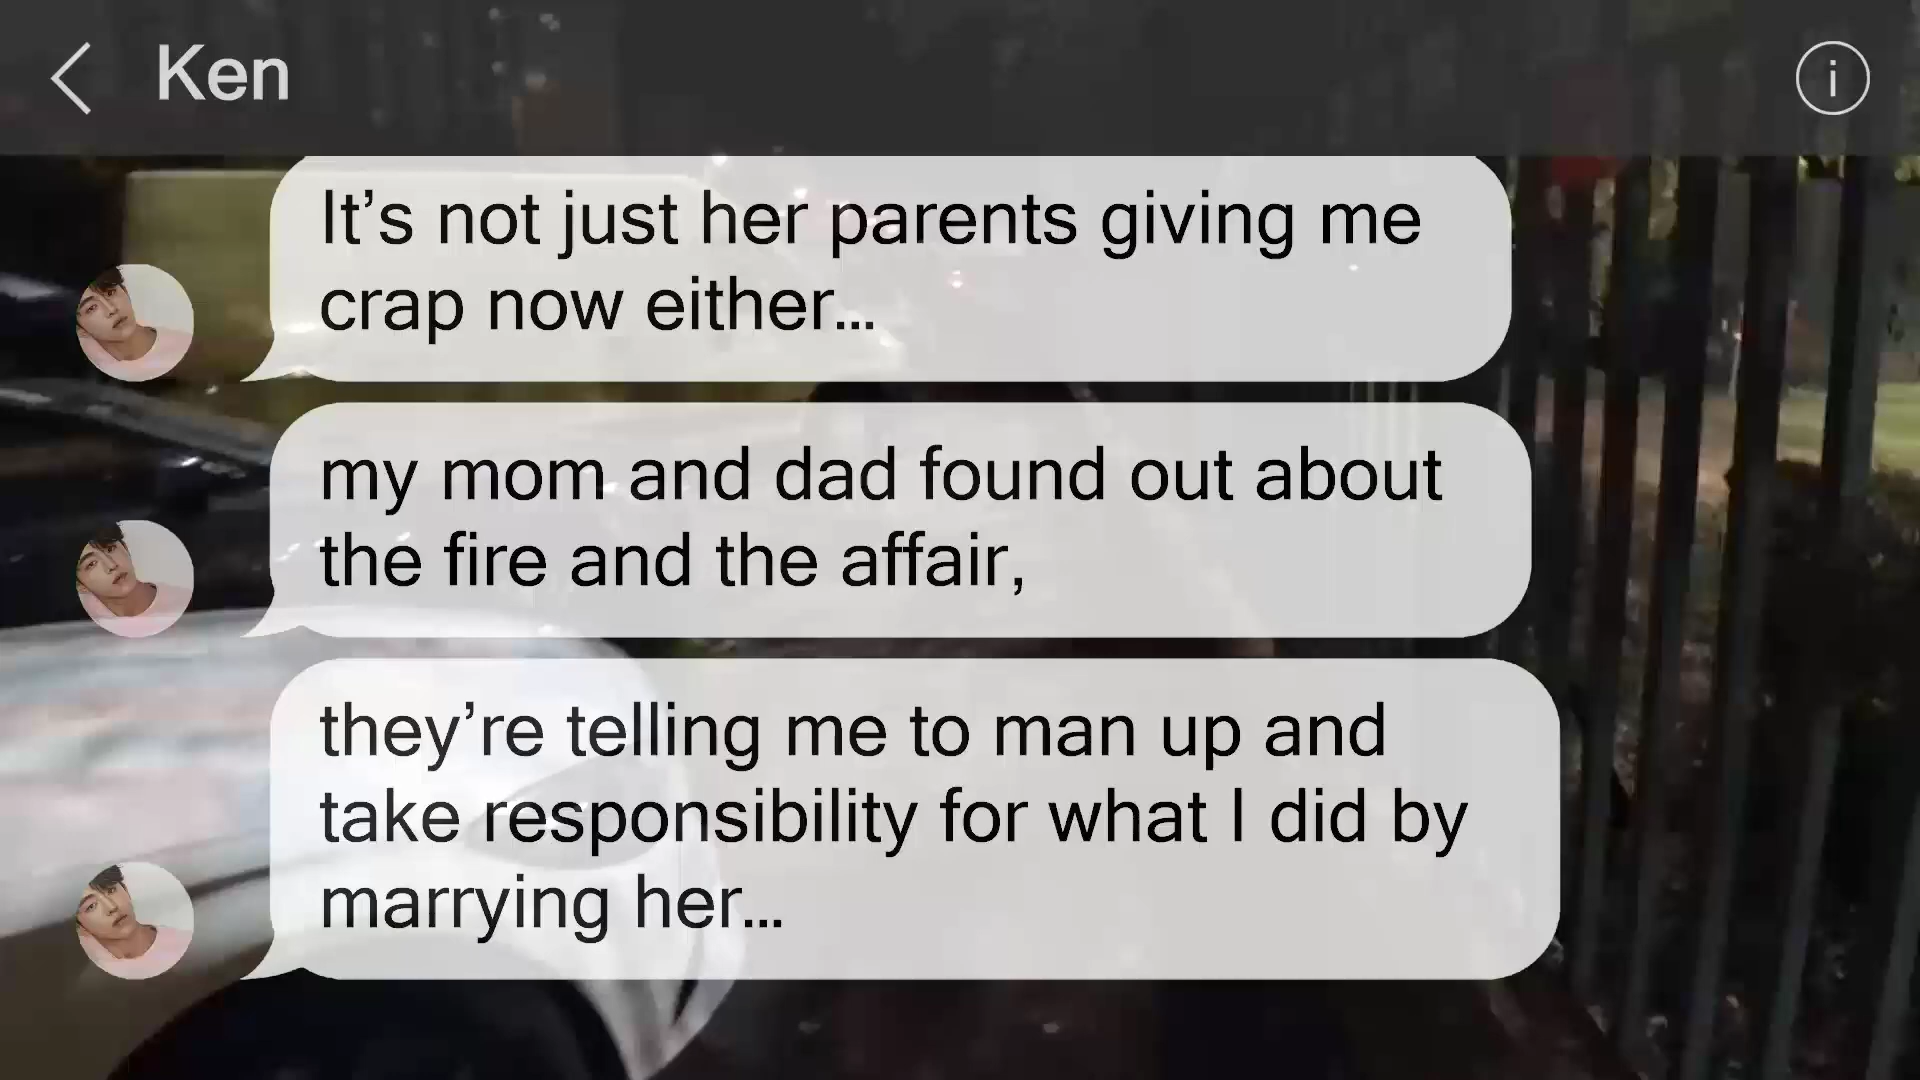 Ken
i
It’s not just her parents giving me
crap now either...
my mom and dad found out about
the fire and the affair,
they’re telling me to man up and
take responsibility for what I did by
marrying her...